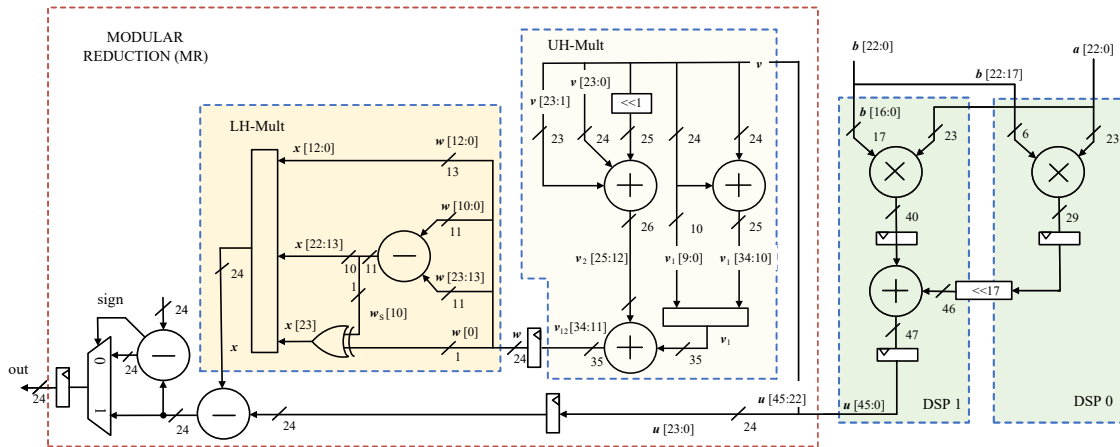 MODULAR
REDUCTION (MR)
UH-Mult
b [22:0]
a [22:0]
v
b [22:17]
v [23:0]
v [23:1]
<<1
b [16:0]
LH-Mult
w [12:0]
x [12:0]
13
23
24
25
24
24
17
23
6
23
w [10:0]
11
26
10
25
40
29
x [22:13]
10
11
w [23:13]
11
v2 [25:12]
v1 [9:0]
v1 [34:10]
24
1
sign
24
wS [10]
46
<<17
x [23]
w [0]
1
w
24
v12 [34:11]
35
35
v1
47
x
24
0
out
24
1
24
24
u [23:0]
24
u [45:22]
u [45:0]
DSP 1
DSP 0